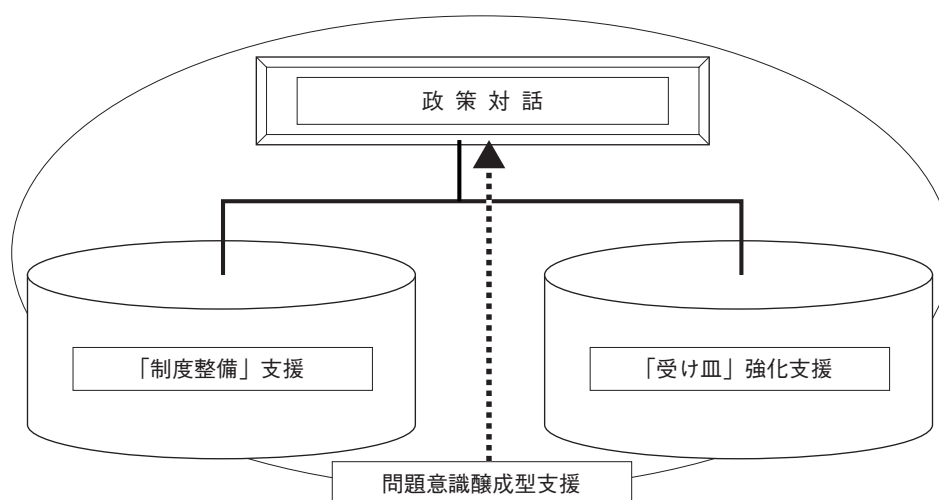 政策対話
「制度整備」支援
「受け皿」強化支援
問題意識醸成型支援